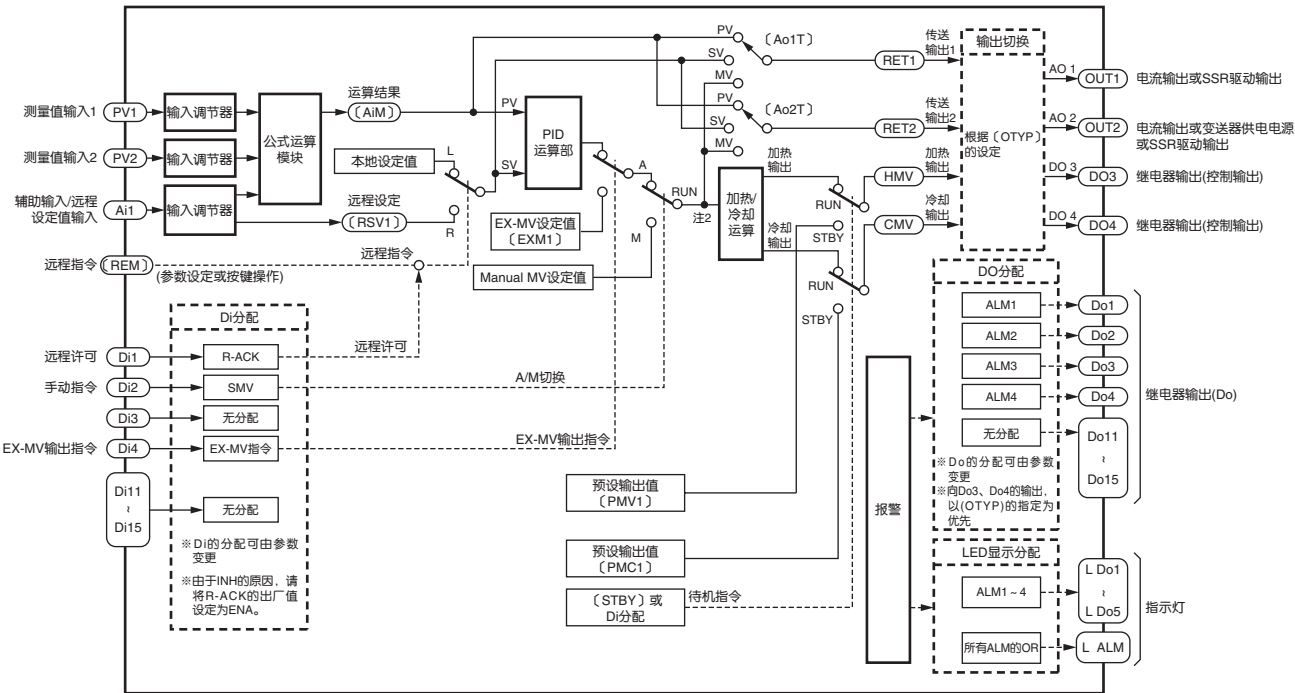 测量值输入1
PV1
输入调节器
测量值输入2
PV2
输入调节器
辅助输入/远程
设定值输入
Ai1
输入调节器
公式运算
模块
运算结果
〔AiM〕
PV
本地设定值
L
SV
远程设定
〔RSV1〕
R
PID
运算部
EX-MV设定值
〔EXM1〕
A
M
Manual MV设定值
RUN
注2
远程指令
〔REM〕
(参数设定或按键操作)
远程指令
PV
〔Ao1T〕
SV
MV
PV
〔Ao2T〕
SV
MV
传送
输出1
RET1
传送
输出2
RET2
加热
输出
加热/
冷却
运算
冷却
输出
RUN
STBY
RUN
STBY
加热
输出
HMV
冷却
输出
CMV
输出切换
根据〔OTYP〕
的设定
AO 1
OUT1
电流输出或SSR驱动输出
AO 2
OUT2
电流输出或变送器供电电源
或SSR驱动输出
DO 3
DO3
继电器输出(控制输出)
DO 4
DO4
继电器输出(控制输出)
Di分配
远程许可
Di1
R-ACK
远程许可
手动指令
Di2
SMV
A/M切换
Di3
无分配
EX-MV输出指令
Di4
EX-MV指令
EX-MV输出指令
Di11
~
Di15
无分配
※Di的分配可由参数
变更
※由于INH的原因，请
将R-ACK的出厂值
设定为ENA。
预设输出值
〔PMV1〕
预设输出值
〔PMC1〕
〔STBY〕或
Di分配
待机指令
报警
DO分配
ALM1
Do1
ALM2
Do2
ALM3
Do3
ALM4
Do4
无分配
Do11
~
Do15
继电器输出(Do)
※Do的分配可由参数
变更
※向Do3、Do4的输出，
以(OTYP)的指定为
优先
LED显示分配
ALM1~4
L Do1
~
L Do5
所有ALM的OR
L ALM
指示灯